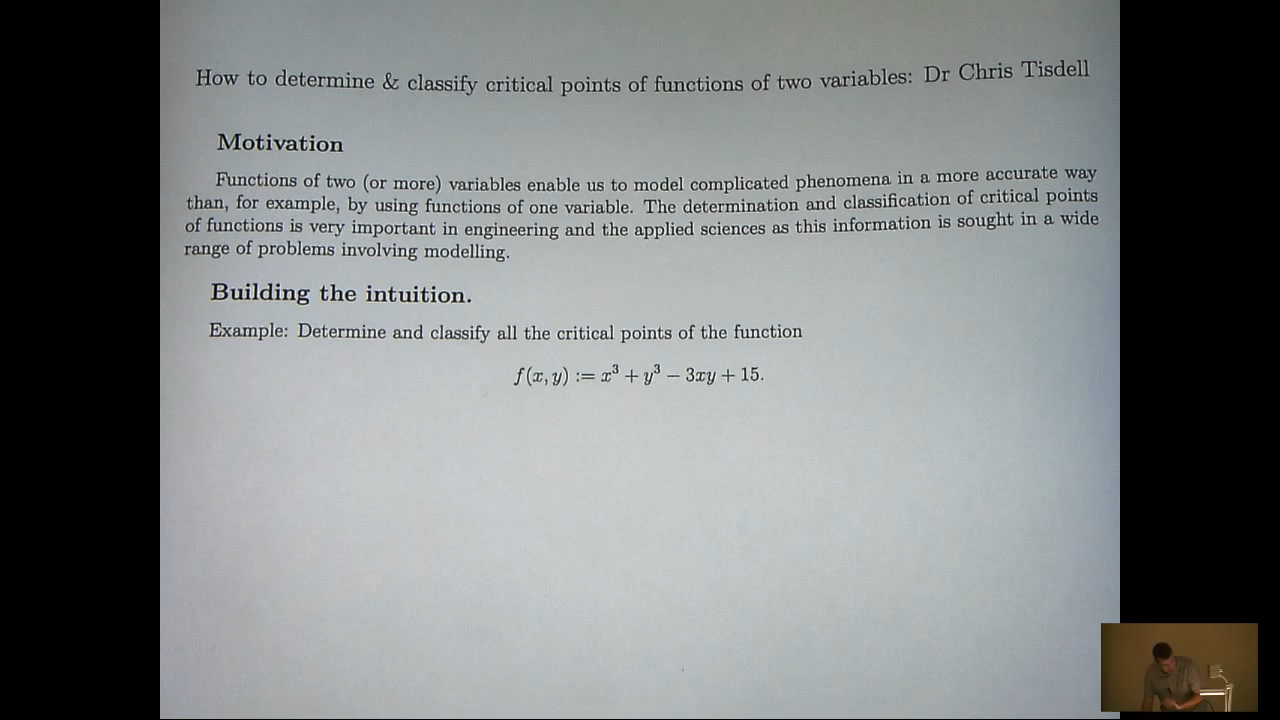 How to determine & classify critical points of functions of two variables: Dr Chris Tisdell
Motivation
Functions of two (or more) variables enable us to model complicated phenomena in a more accurate way
than, for example, by using functions of one variable. The determination and classification of critical points
of functions is very important in engineering and the applied sciences as this information is sought in a wide
range of problems involving modelling.
Building the intuition.
Example: Determine and classify all the critical points of the function
f(x, y) := x³ + y³ − 3xy + 15.